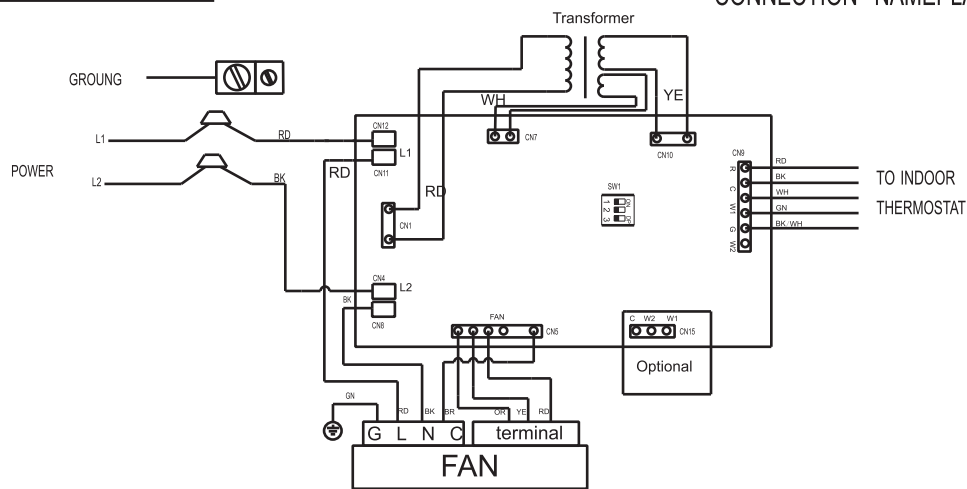 CONNECTION NAMEPLA
Transformer
GROUNG
WH
YE
CN7
CN10
CN12
L1
RD
L1
CN11
RD
RD
POWER
L2
BK
CN1
SW1
1 2 3
ON
CN9
R
C
W1
G
W2
RD
BK
WH
GN
BK/WH
TO INDOOR
THERMOSTAT
CN4
L2
BK
CN8
FAN
CN5
C W2 W1
CN15
Optional
GN
RD BK BR OR YE RD
G L N C terminal
FAN